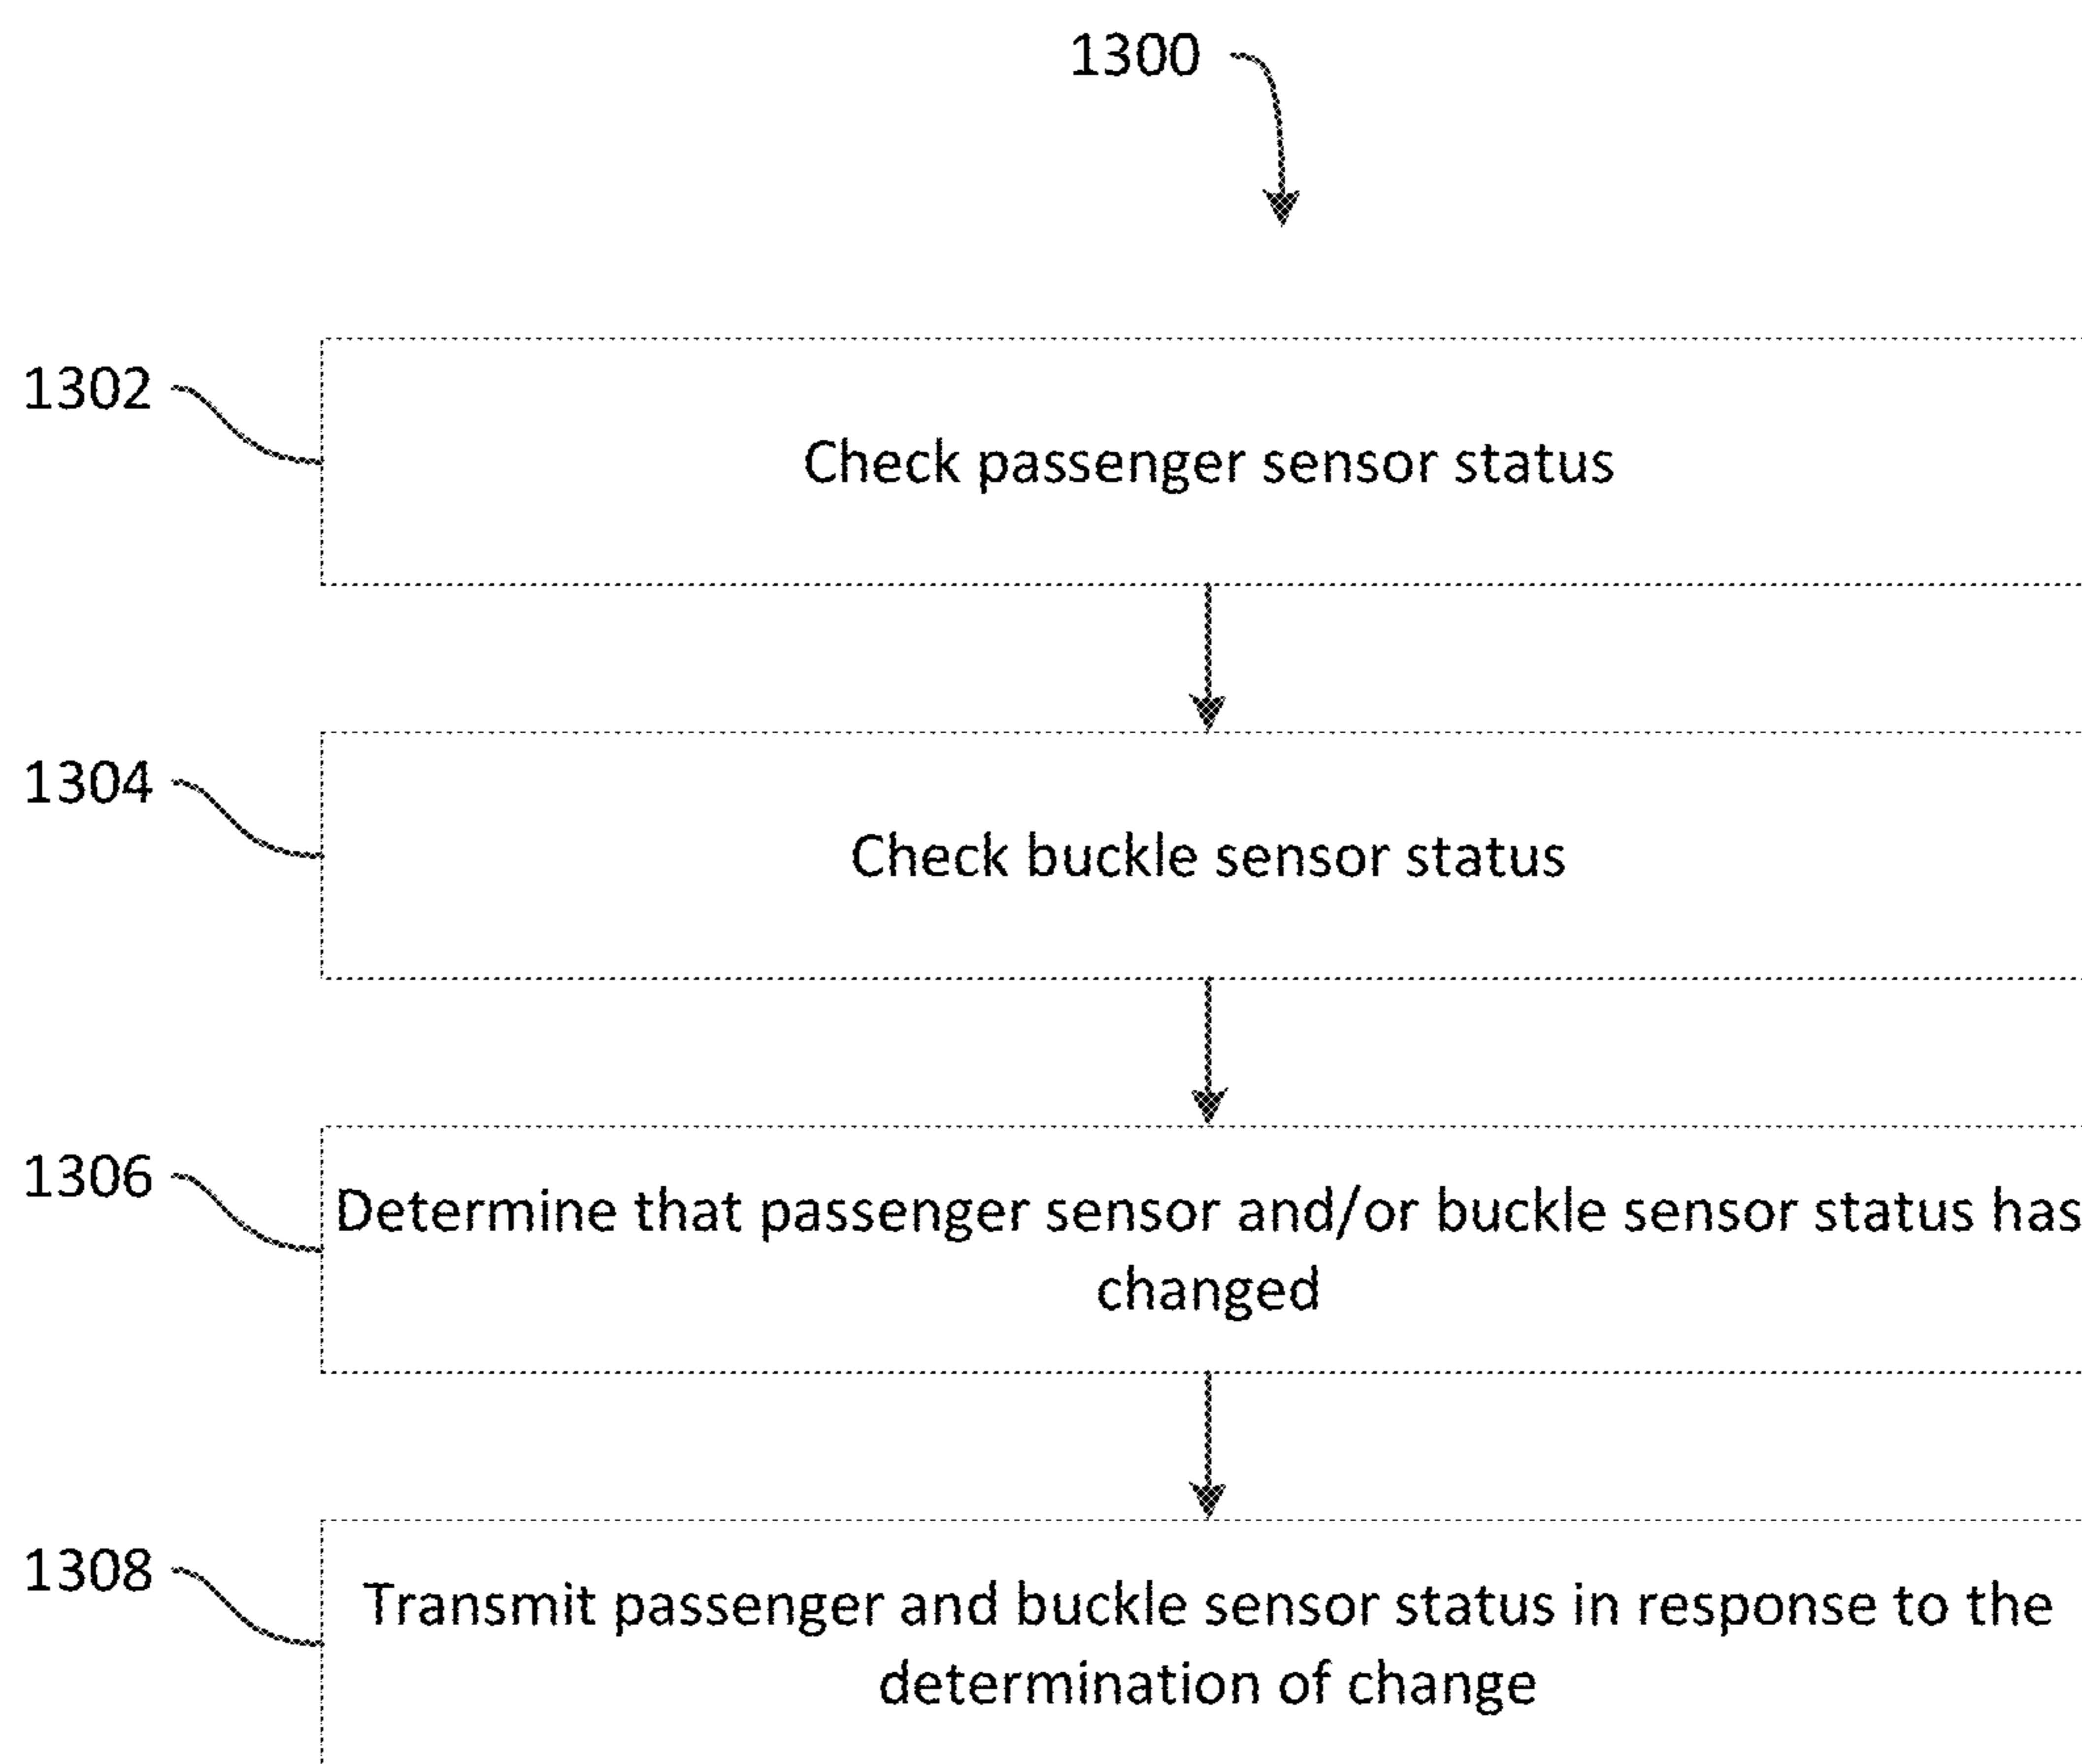 1300
1302
Check passenger sensor status
1304
Check buckle sensor status
1306
Determine that passenger sensor and/or buckle sensor status has
changed
1308
Transmit passenger and buckle sensor status in response to the
determination of change